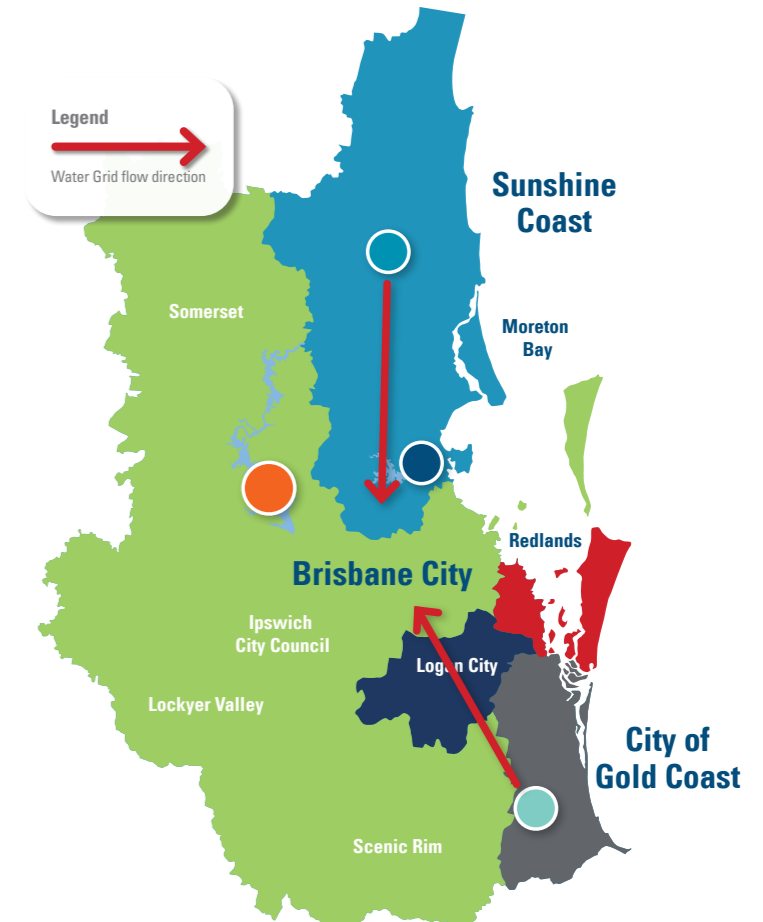 Legend
Water Grid flow direction
Sunshine
Coast
Somerset
Moreton
Bay
Redlands
Brisbane City
Ipswich
City Council
Logan City
Lockyer Valley
City of
Gold Coast
Scenic Rim